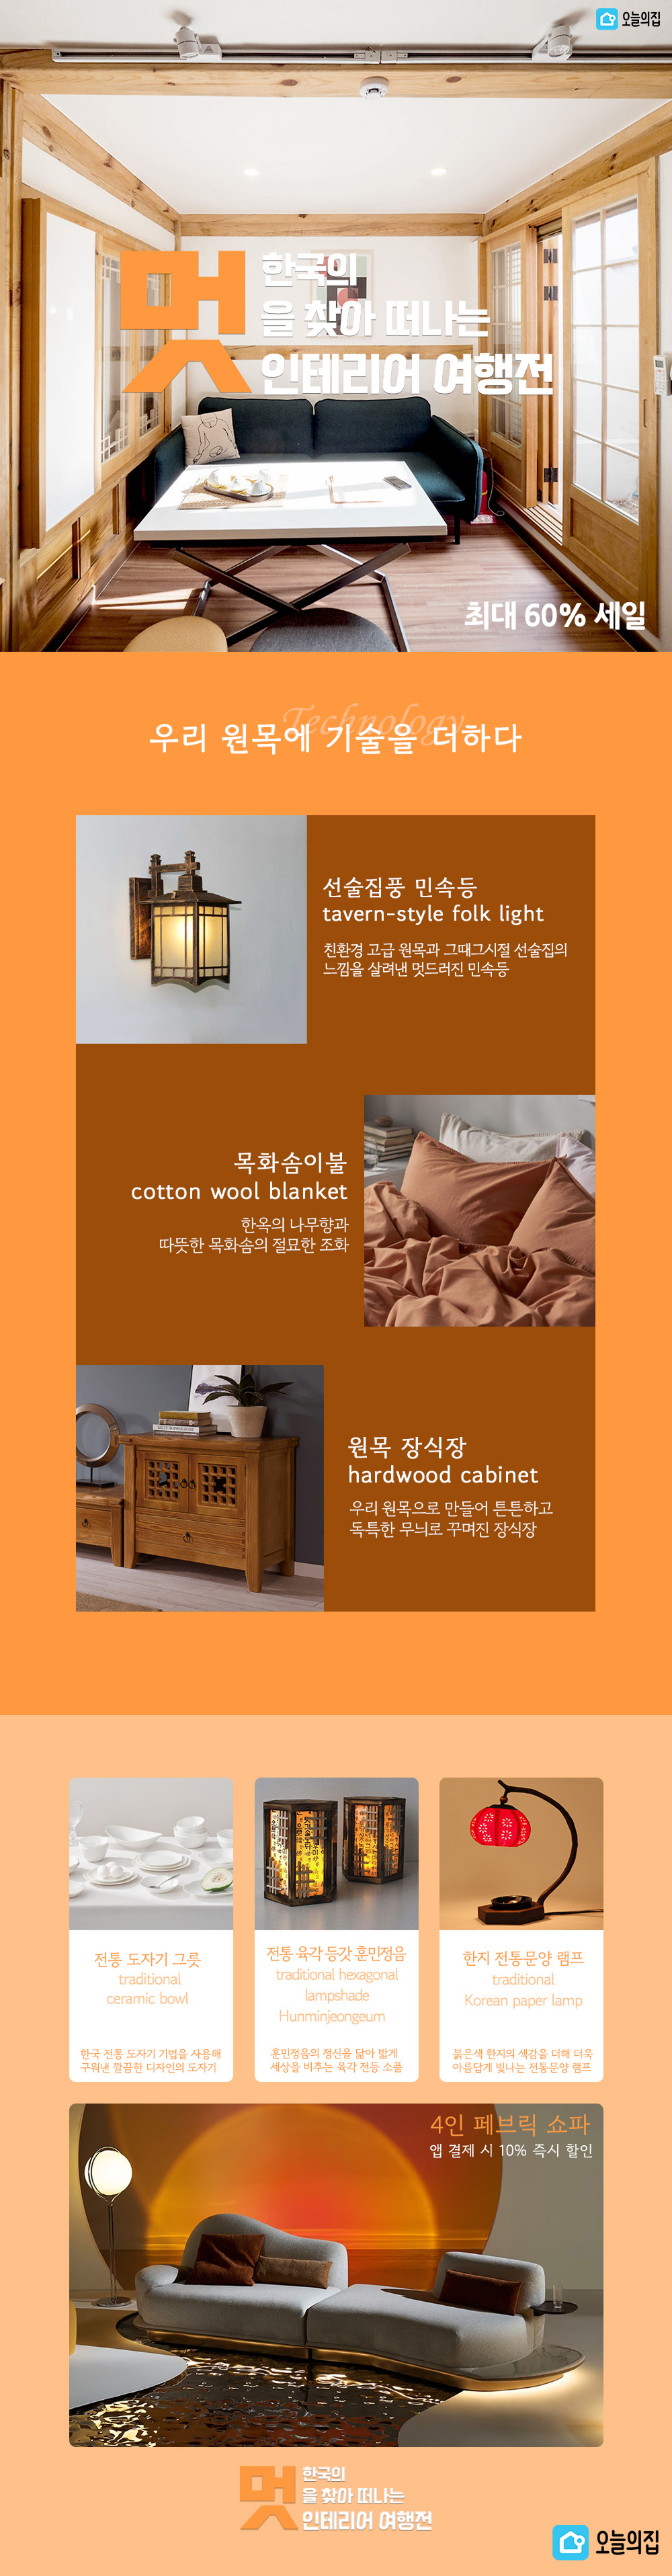 오늘의집
멋 한국의
을 찾아 떠나는
인테리어 여행전
최대 60% 세일
Technology
우리 원목에 기술을 더하다
선술집풍 민속등
tavern-style folk light
친환경 고급 원목과 그때그시절 선술집의
느낌을 살려낸 멋드러진 민속등
목화솜이불
cotton wool blanket
한옥의 나무향과
따뜻한 목화솜의 절묘한 조화
원목 장식장
hardwood cabinet
우리 원목으로 만들어 튼튼하고
독특한 무늬로 꾸며진 장식장
전통 도자기 그릇
traditional
ceramic bowl
한국 전통 도자기 기법을 사용해
구워낸 깔끔한 디자인의 도자기
전통 육각 등갓 훈민정음
traditional hexagonal
lampshade
Hunminjeongeum
훈민정음의 정신을 닮아 밝게
세상을 비추는 육각 전등 소품
한지 전통문양 램프
traditional
Korean paper lamp
붉은색 한지의 색감을 더해 더욱
아름답게 빛나는 전통문양 램프
4인 페브릭 쇼파
앱 결제 시 10% 즉시 할인
멋 한국의
을 찾아 떠나는
인테리어 여행전
오늘의집